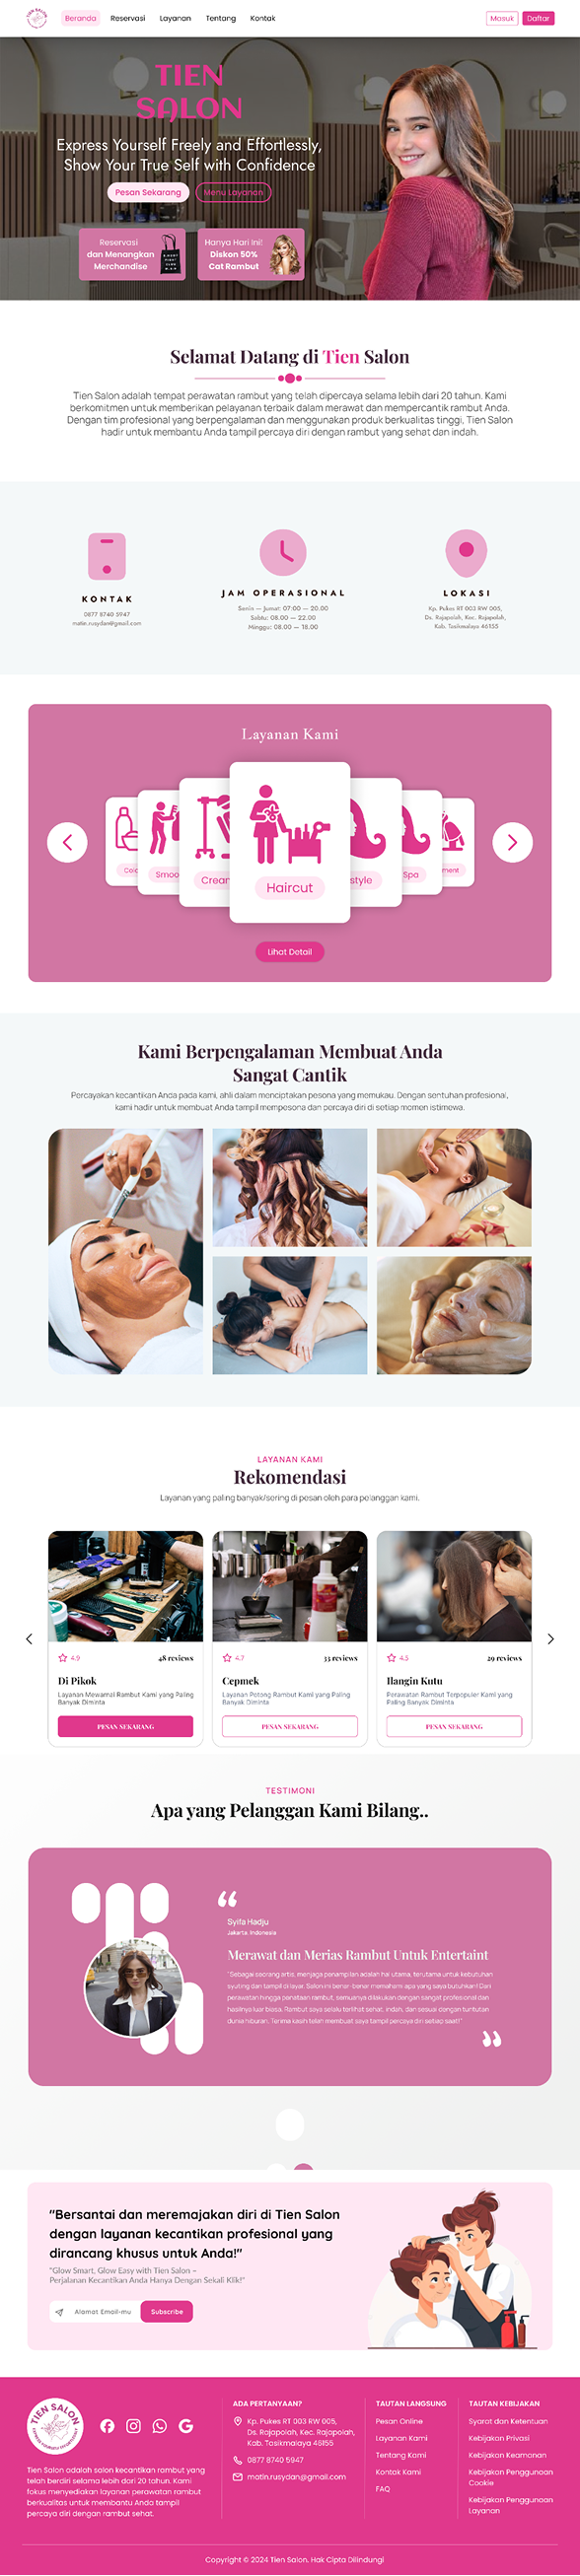 TIEN SALON
Beranda
Reservasi
Layanan
Tentang
Kontak
Masuk
Daftar
TIEN
SALON
Express Yourself Freely and Effortlessly,
Show Your True Self with Confidence
Pesan Sekarang
Menu Layanan
Reservasi
dan Menangkan
Merchandise
Hanya Hari Ini!
Diskon 50%
Cat Rambut
Selamat Datang di Tien Salon
Tien Salon adalah tempat perawatan rambut yang telah dipercaya selama lebih dari 20 tahun. Kami
berkomitmen untuk memberikan pelayanan terbaik dalam merawat dan mempercantik rambut Anda.
Dengan tim profesional yang berpengalaman dan menggunakan produk berkualitas tinggi, Tien Salon
hadir untuk membantu Anda tampil percaya diri dengan rambut yang sehat dan indah.
KONTAK
0877 8740 5947
matin.rusydan@gmail.com
JAM OPERASIONAL
Senin — Jumat: 07:00 — 20.00
Sabtu: 08.00 — 22.00
Minggu: 08.00 — 18.00
LOKASI
Kp. Pukes RT 003 RW 005,
Ds. Rajapolah, Kec. Rajapolah,
Kab. Tasikmalaya 46155
Layanan Kami
Colo
Smoo
Crean
Haircut
style
Spa
ment
Lihat Detail
Kami Berpengalaman Membuat Anda
Sangat Cantik
Percayakan kecantikan Anda pada kami, ahli dalam menciptakan pesona yang memukau. Dengan sentuhan profesional,
kami hadir untuk membuat Anda tampil mempesona dan percaya diri di setiap momen istimewa.
LAYANAN KAMI
Rekomendasi
Layanan yang paling banyak/sering di pesan oleh para pelanggan kami.
4.9
48 reviews
Di Pikok
Layanan Mewarnai Rambut Kami yang Paling
Banyak Diminta
PESAN SEKARANG
4.7
33 reviews
Cepmek
Layanan Potong Rambut Kami yang Paling
Banyak Diminta
PESAN SEKARANG
4.5
29 reviews
Ilangin Kutu
Perawatan Rambut Terpopuler Kami yang
Paling Banyak Diminta
PESAN SEKARANG
TESTIMONI
Apa yang Pelanggan Kami Bilang..
“
Syifa Hadju
Jakarta, Indonesia
Merawat dan Merias Rambut Untuk Entertaint
"Sebagai seorang artis, menjaga penampilan adalah hal utama, terutama untuk kebutuhan
syuting dan tampil di layar. Salon ini benar-benar memahami apa yang saya butuhkan! Dari
perawatan hingga penataan rambut, semuanya dilakukan dengan sangat profesional dan
hasilnya luar biasa. Rambut saya selalu terlihat sehat, indah, dan sesuai dengan tuntutan
dunia hiburan. Terima kasih telah membuat saya tampil percaya diri setiap saat!"
”
"Bersantai dan meremajakan diri di Tien Salon
dengan layanan kecantikan profesional yang
dirancang khusus untuk Anda!"
"Glow Smart, Glow Easy with Tien Salon –
Perjalanan Kecantikan Anda Hanya Dengan Sekali Klik!"
Alamat Email-mu
Subscribe
TIEN SALON
Tien Salon adalah salon kecantikan rambut yang
telah berdiri selama lebih dari 20 tahun. Kami
fokus menyediakan layanan perawatan rambut
berkualitas untuk membantu Anda tampil
percaya diri dengan rambut sehat.
ADA PERTANYAAN?
Kp. Pukes RT 003 RW 005,
Ds. Rajapolah, Kec. Rajapolah,
Kab. Tasikmalaya 46155
0877 8740 5947
matin.rusydan@gmail.com
TAUTAN LANGSUNG
Pesan Online
Layanan Kami
Tentang Kami
Kontak Kami
FAQ
TAUTAN KEBIJAKAN
Syarat dan Ketentuan
Kebijakan Privasi
Kebijakan Keamanan
Kebijakan Penggunaan
Cookie
Kebijakan Penggunaan
Layanan
Copyright © 2024 Tien Salon. Hak Cipta Dilindungi